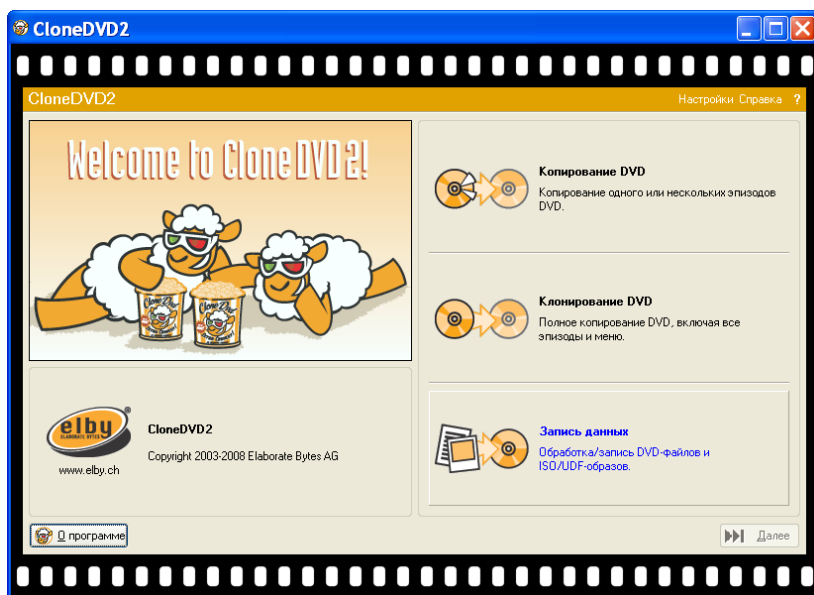 CloneDVD2
CloneDVD2
Настройки Справка ?
Welcome to CloneDVD2!
CloneDVD
CloneDVD
Копирование DVD
Копирование одного или нескольких эпизодов
DVD.
Клонирование DVD
Полное копирование DVD, включая все
эпизоды и меню.
elby
ELABORATE BYTES
www.elby.ch
CloneDVD2
Copyright 2003-2008 Elaborate Bytes AG
Запись данных
Обработка/запись DVD-файлов и
ISO/UDF-образов.
О программе
Далее